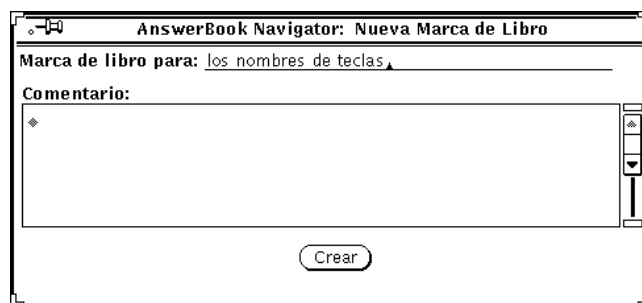 AnswerBook Navigator: Nueva Marca de Libro
Marca de libro para: los nombres de teclas
Comentario:
Crear